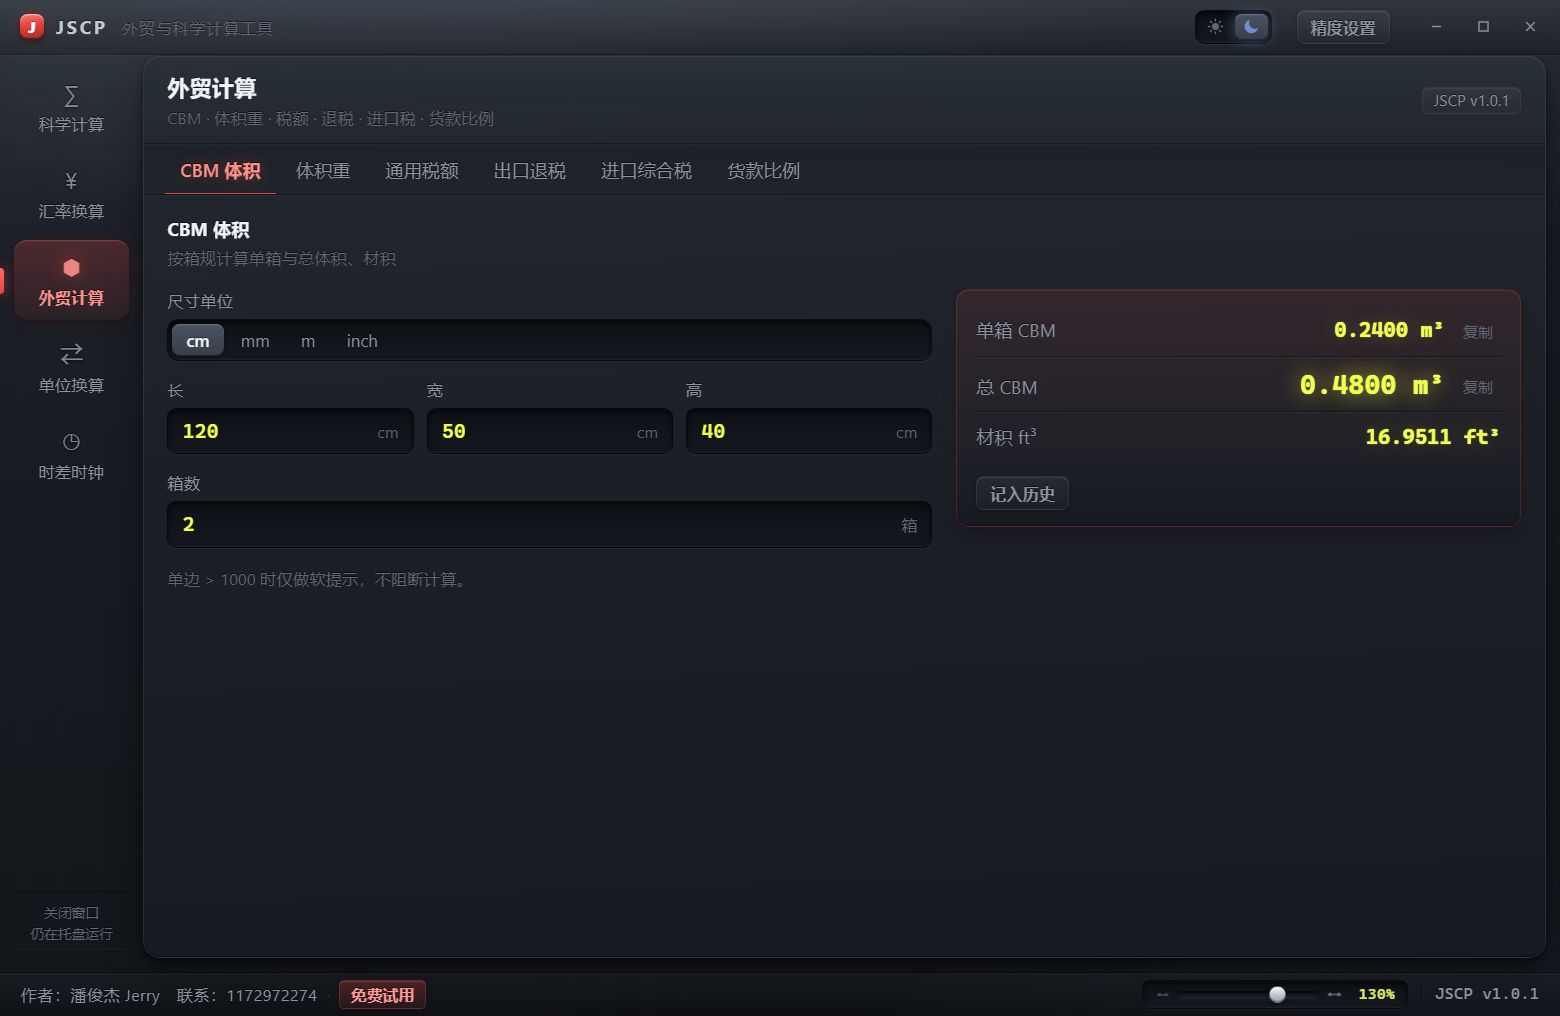 J JSCP 外贸与科学计算工具 精度设置
∑
科学计算
¥
汇率换算
外贸计算
单位换算
时差时钟
关闭窗口
仍在托盘运行
外贸计算
CBM · 体积重 · 税额 · 退税 · 进口税 · 货款比例
JSCP v1.0.1
CBM 体积 体积重 通用税额 出口退税 进口综合税 货款比例
CBM 体积
按箱规计算单箱与总体积、材积
尺寸单位
cm mm m inch
长 宽 高
120 cm 50 cm 40 cm
箱数
2 箱
单边 > 1000 时仅做软提示，不阻断计算。
单箱 CBM 0.2400 m³ 复制
总 CBM 0.4800 m³ 复制
材积 ft³ 16.9511 ft³
记入历史
作者：潘俊杰 Jerry 联系：1172972274 · 免费试用
130% JSCP v1.0.1